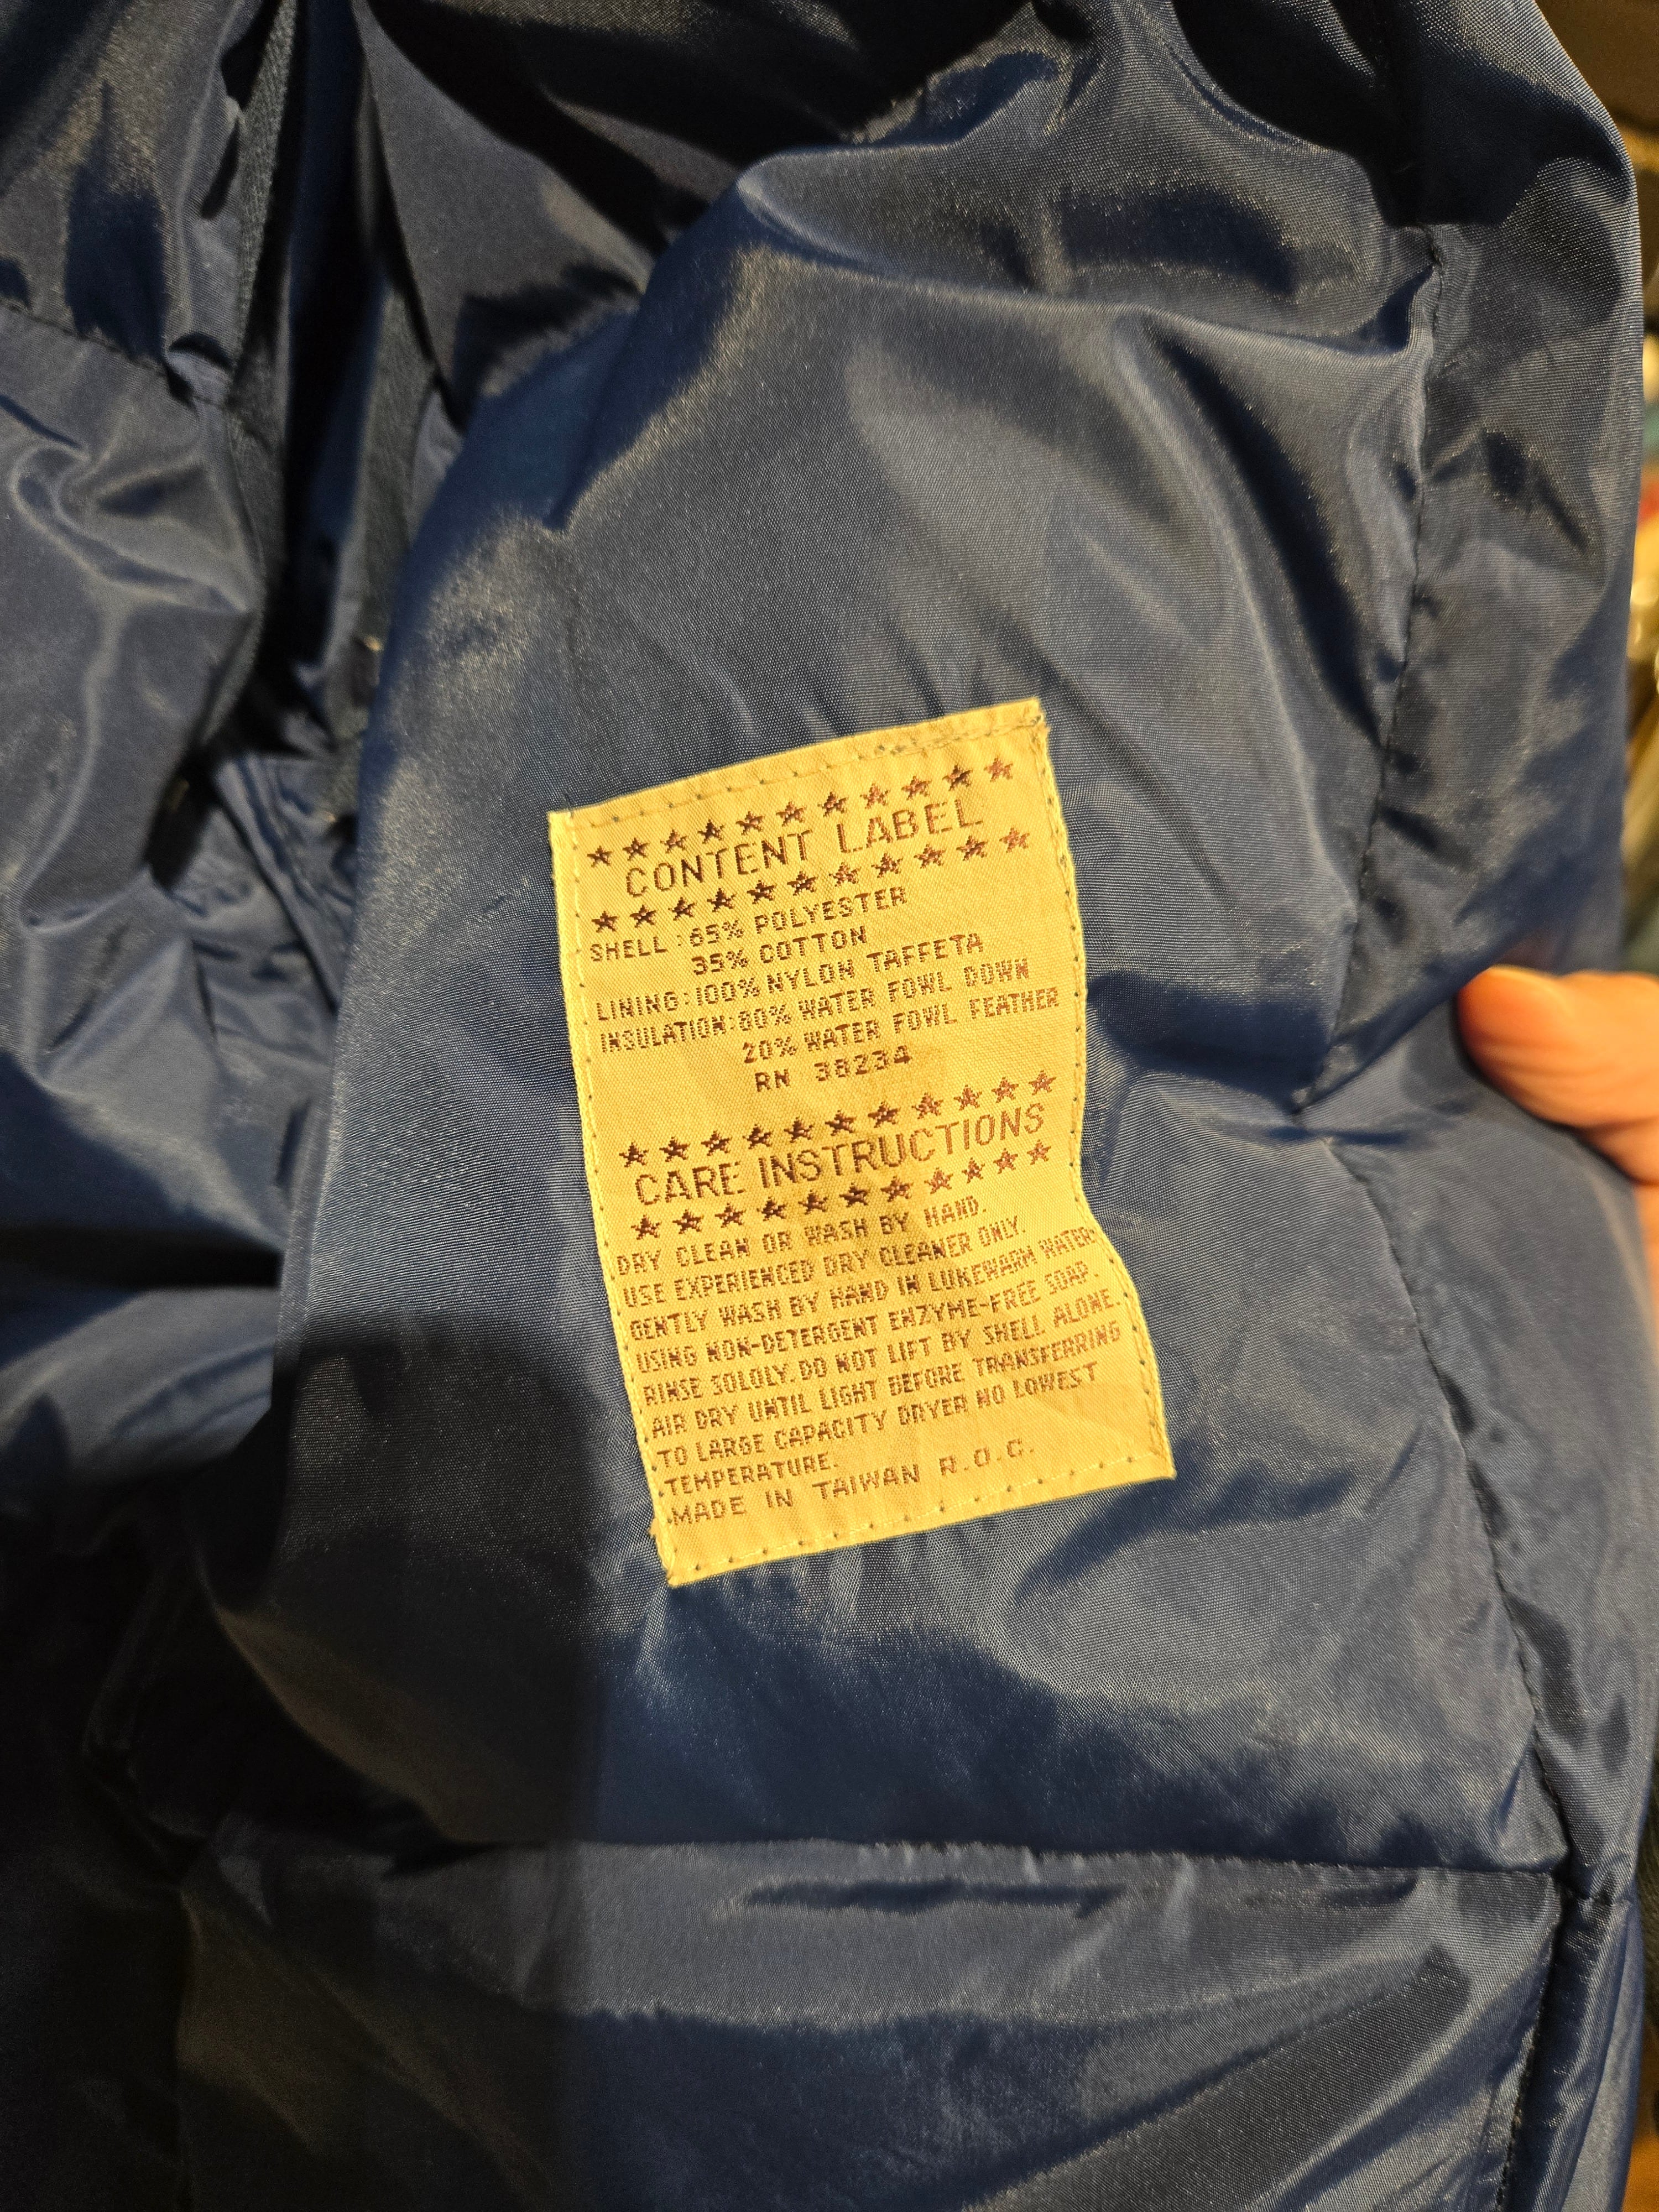 CONTENT LABEL
SHELL : 65% POLYESTER
35% COTTON
LINING : 100% NYLON TAFFETA
INSULATION : 80% WATER FOWL DOWN
20% WATER FOWL FEATHER
RN 38234
CARE INSTRUCTIONS
DRY CLEAN OR WASH BY HAND.
USE EXPERIENCED DRY CLEANER ONLY.
GENTLY WASH BY HAND IN LUKEWARM WATER
USING NON-DETERGENT ENZYME-FREE SOAP.
RINSE SOLOLY. DO NOT LIFT BY SHELL ALONE.
AIR DRY UNTIL LIGHT BEFORE TRANSFERRING
TO LARGE CAPACITY DRYER NO LOWEST
TEMPERATURE.
MADE IN TAIWAN R.O.C.